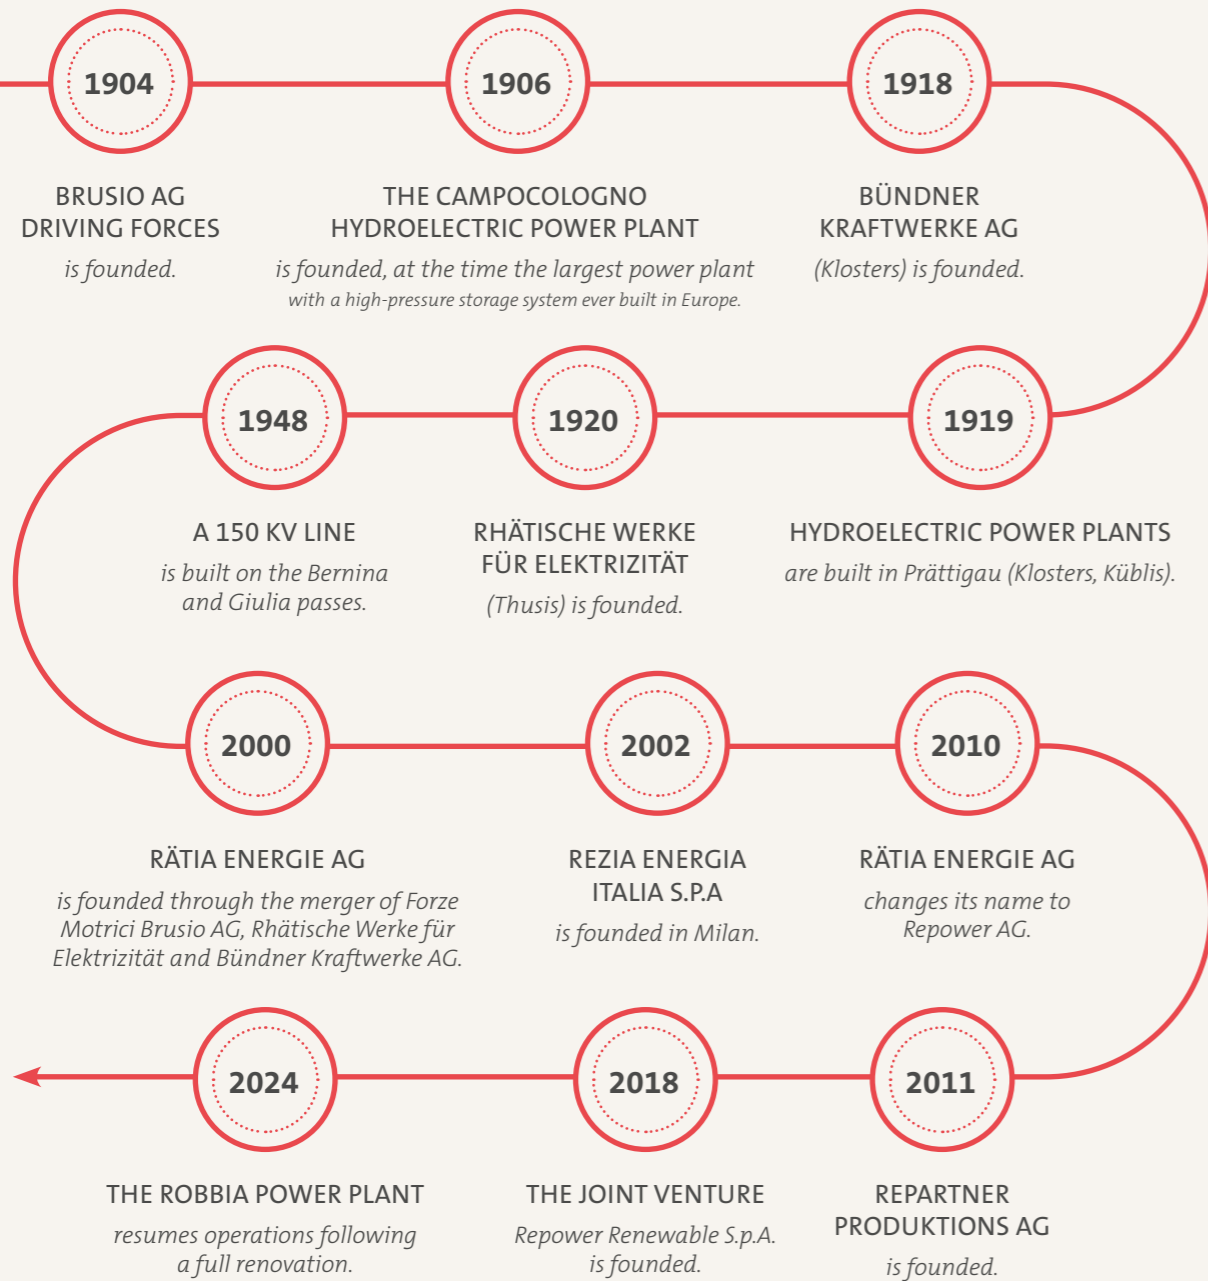 1904
BRUSIO AG
DRIVING FORCES
is founded.
1906
THE CAMPOCOLOGNO
HYDROELECTRIC POWER PLANT
is founded, at the time the largest power plant
with a high-pressure storage system ever built in Europe.
1918
BÜNDNER
KRAFTWERKE AG
(Klosters) is founded.
1919
HYDROELECTRIC POWER PLANTS
are built in Prättigau (Klosters, Küblis).
1920
RHÄTISCHE WERKE
FÜR ELEKTRIZITÄT
(Thusis) is founded.
1948
A 150 KV LINE
is built on the Bernina
and Giulia passes.
2000
RÄTIA ENERGIE AG
is founded through the merger of Forze
Motrici Brusio AG, Rhätische Werke für
Elektrizität and Bündner Kraftwerke AG.
2002
REZIA ENERGIA
ITALIA S.P.A
is founded in Milan.
2010
RÄTIA ENERGIE AG
changes its name to
Repower AG.
2011
REPARTNER
PRODUKTIONS AG
is founded.
2018
THE JOINT VENTURE
Repower Renewable S.p.A.
is founded.
2024
THE ROBBIA POWER PLANT
resumes operations following
a full renovation.